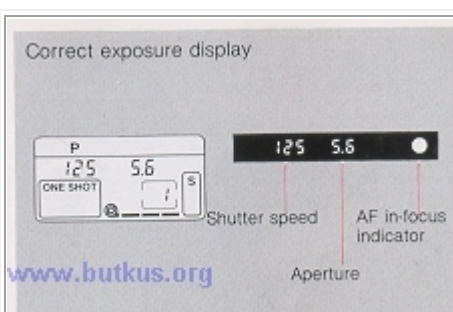 Correct exposure display
P
125 5.6
ONE SHOT
1
S
125 5.6
Shutter speed
AF in-focus
indicator
Aperture
www.butkus.org